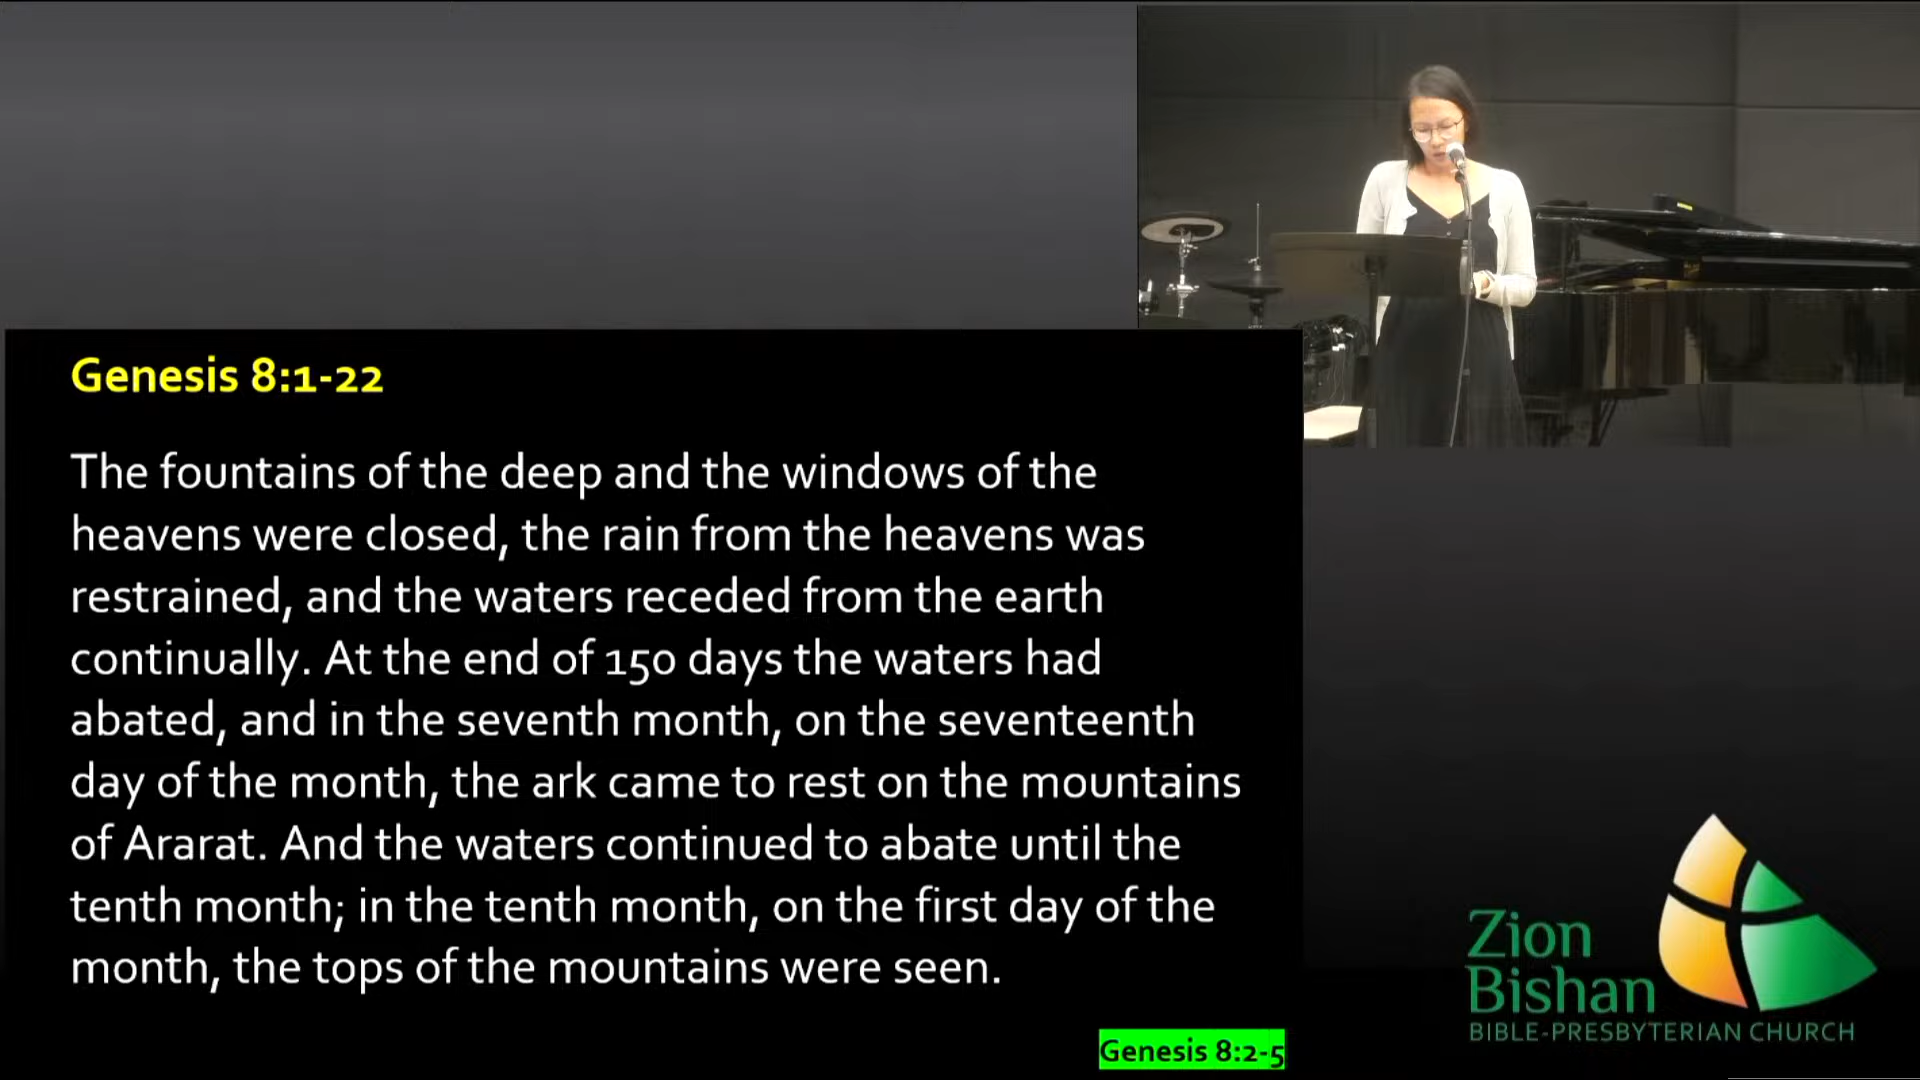 Genesis 8:1-22
The fountains of the deep and the windows of the
heavens were closed, the rain from the heavens was
restrained, and the waters receded from the earth
continually. At the end of 150 days the waters had
abated, and in the seventh month, on the seventeenth
day of the month, the ark came to rest on the mountains
of Ararat. And the waters continued to abate until the
tenth month; in the tenth month, on the first day of the
month, the tops of the mountains were seen.
Genesis 8:2-5
Zion
Bishan
BIBLE-PRESBYTERIAN CHURCH